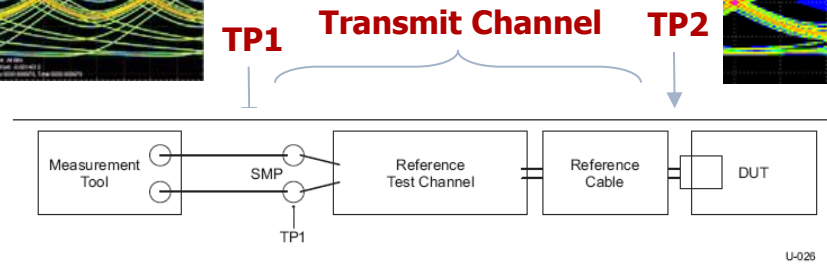 TP1
Transmit Channel
TP2
Measurement
Tool
SMP
Reference
Test Channel
Reference
Cable
DUT
TP1
U-026